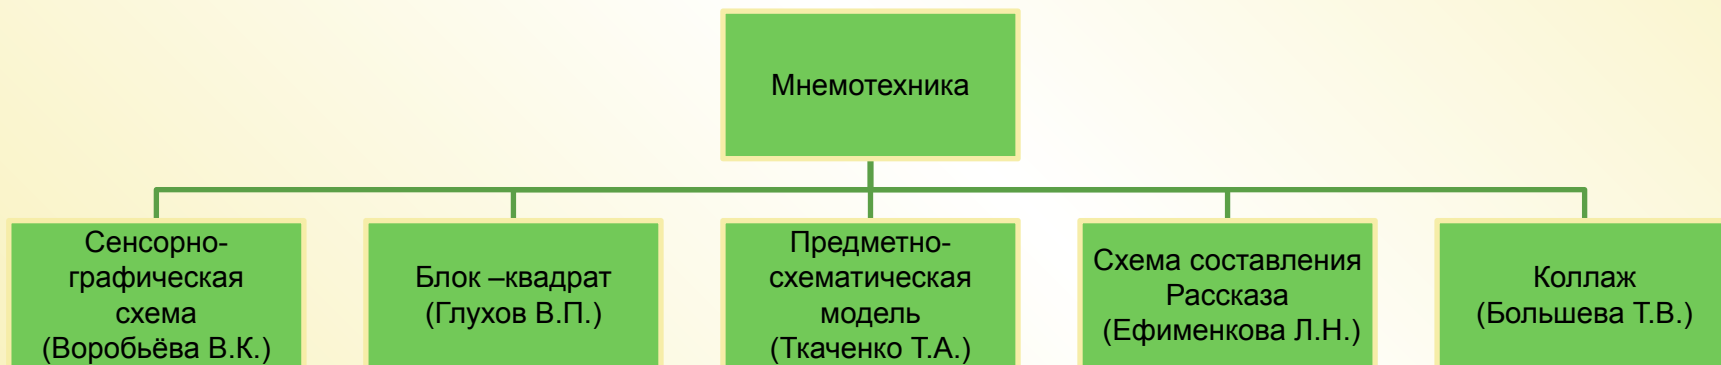 Мнемотехника
Сенсорно-
графическая
схема
(Воробьёва В.К.)
Блок –квадрат
(Глухов В.П.)
Предметно-
схематическая
модель
(Ткаченко Т.А.)
Схема составления
Рассказа
(Ефименкова Л.Н.)
Коллаж
(Большева Т.В.)